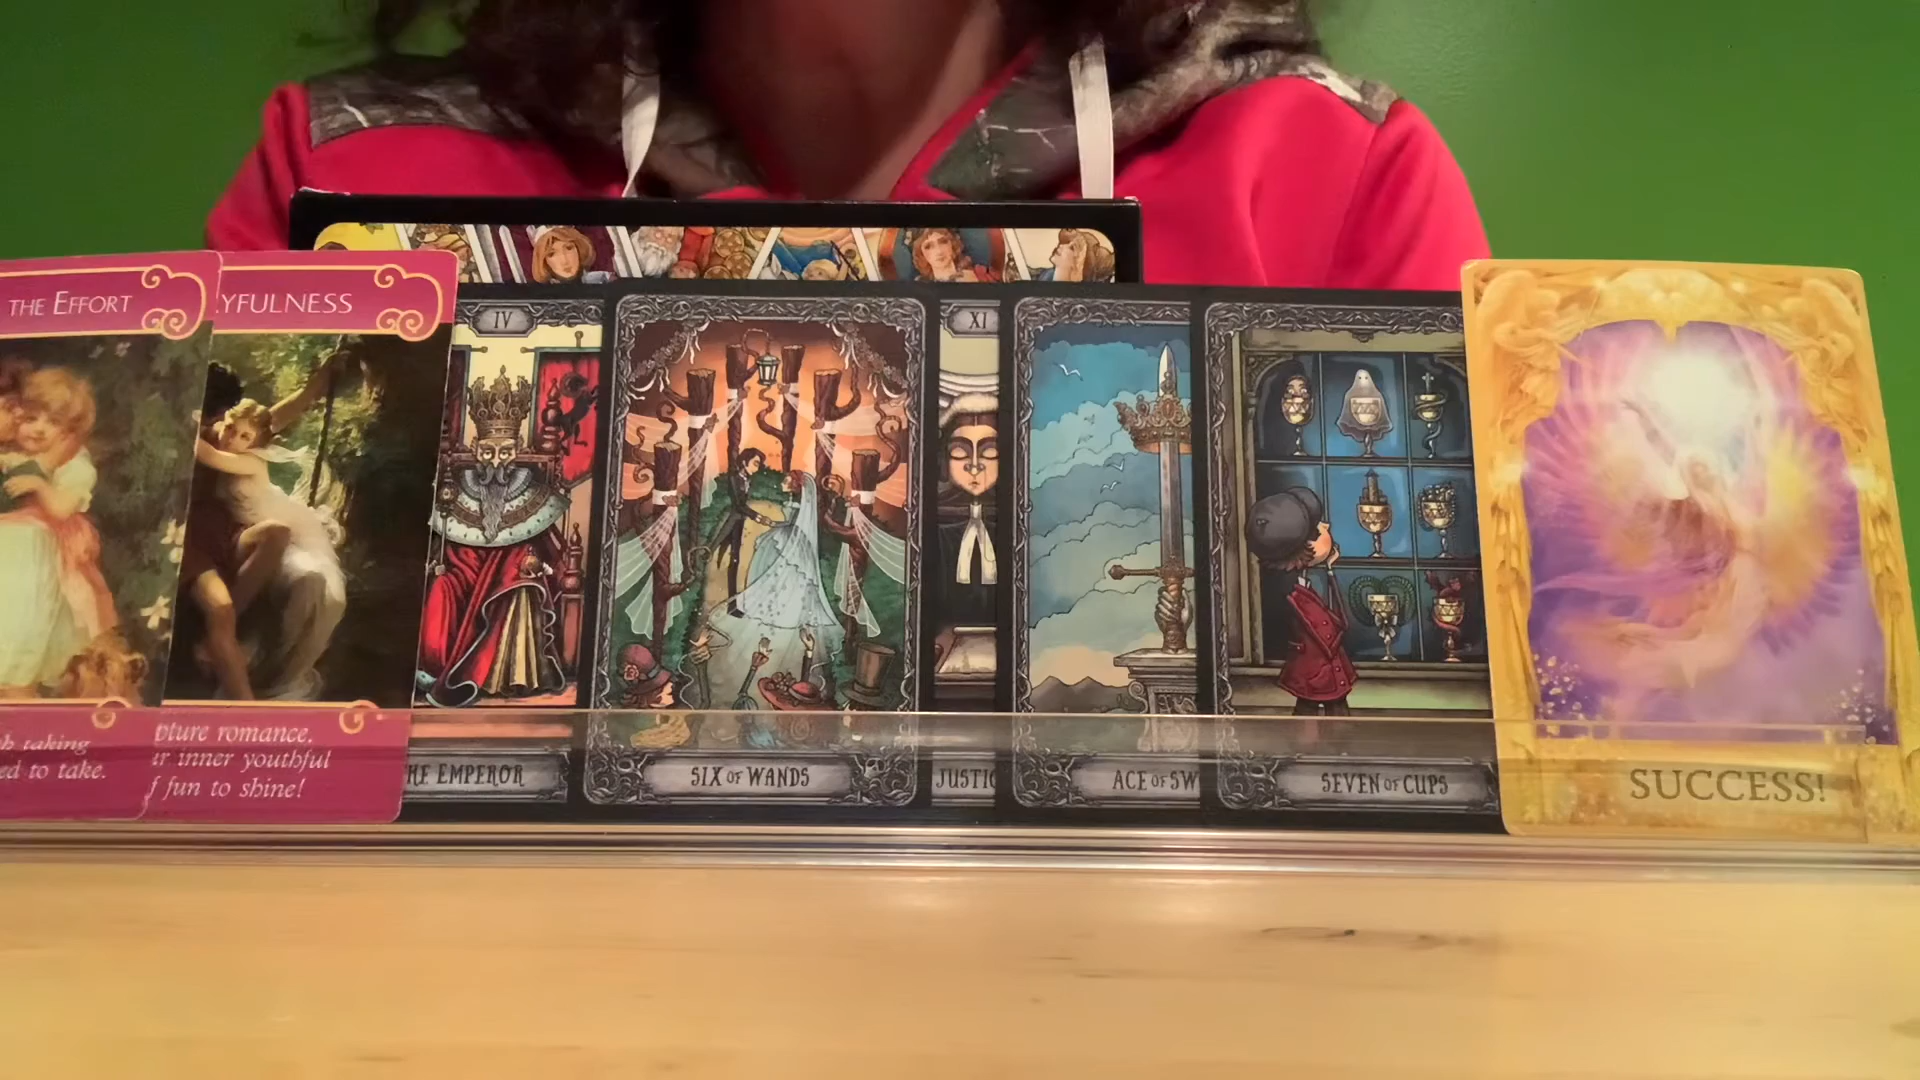 THE EFFORT
YFULNESS
IV
XI
taking
ed to take.
pture romance.
r inner youthful
f fun to shine!
HE EMPEROR
SIX OF WANDS
JUSTIC
ACE OF SW
SEVEN OF CUPS
SUCCESS!